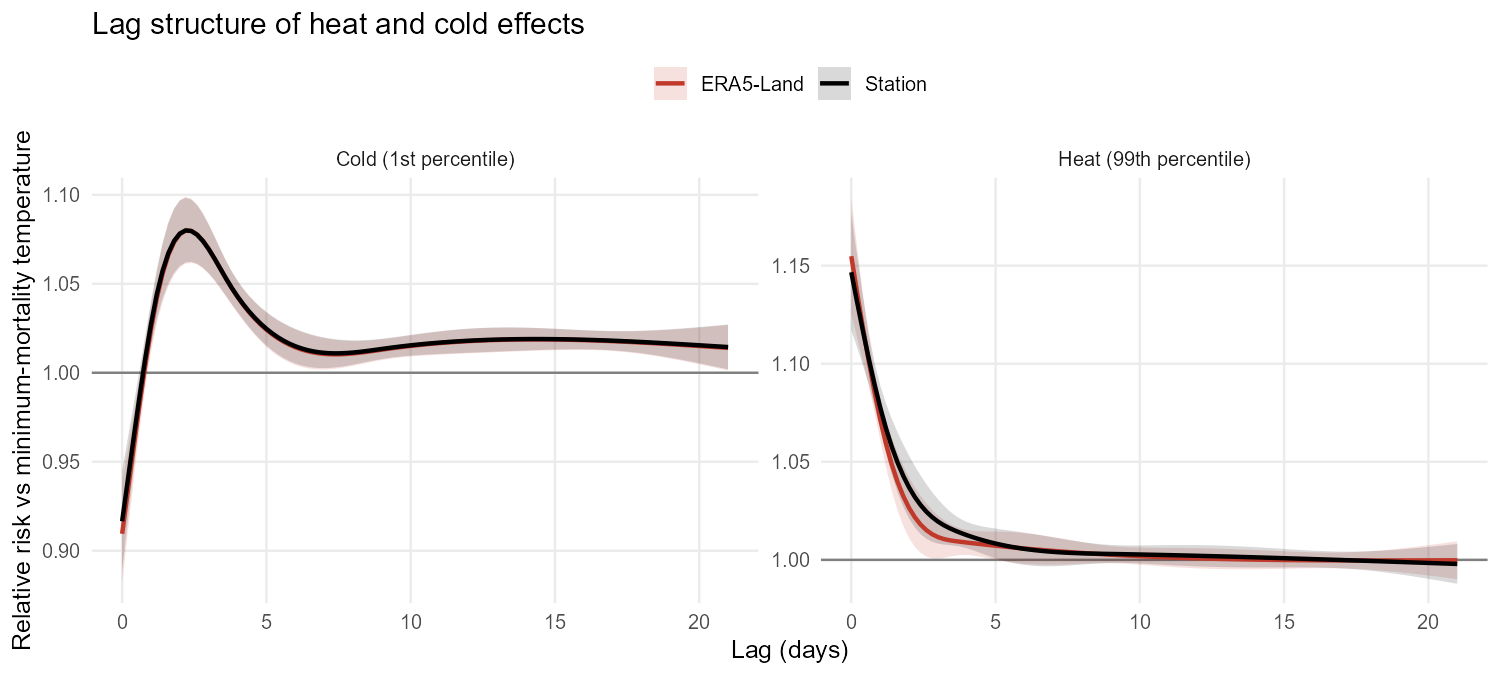 Lag structure of heat and cold effects
ERA5-Land
Station
Relative risk vs minimum-mortality temperature
Cold (1st percentile)
1.10
1.05
1.00
0.95
0.90
0
5
10
15
20
Heat (99th percentile)
1.15
1.10
1.05
1.00
0
5
10
15
20
Lag (days)